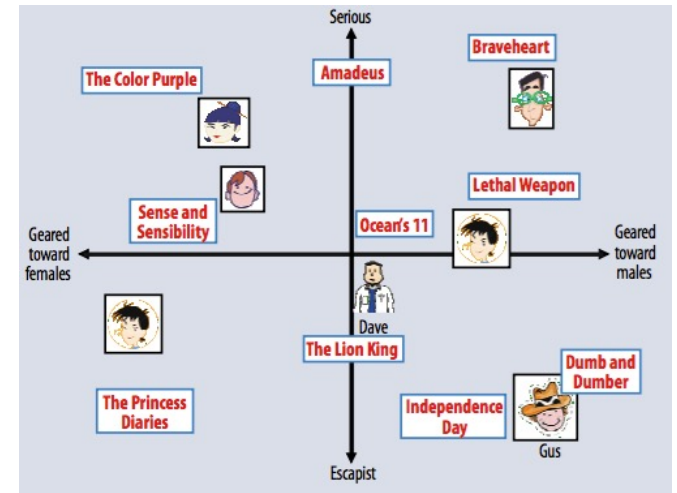 Serious
Braveheart
The Color Purple
Amadeus
Lethal Weapon
Sense and
Sensibility
Ocean's 11
Geared
toward
females
Geared
toward
males
Dave
The Lion King
Dumb and
Dumber
The Princess
Diaries
Independence
Day
Gus
Escapist